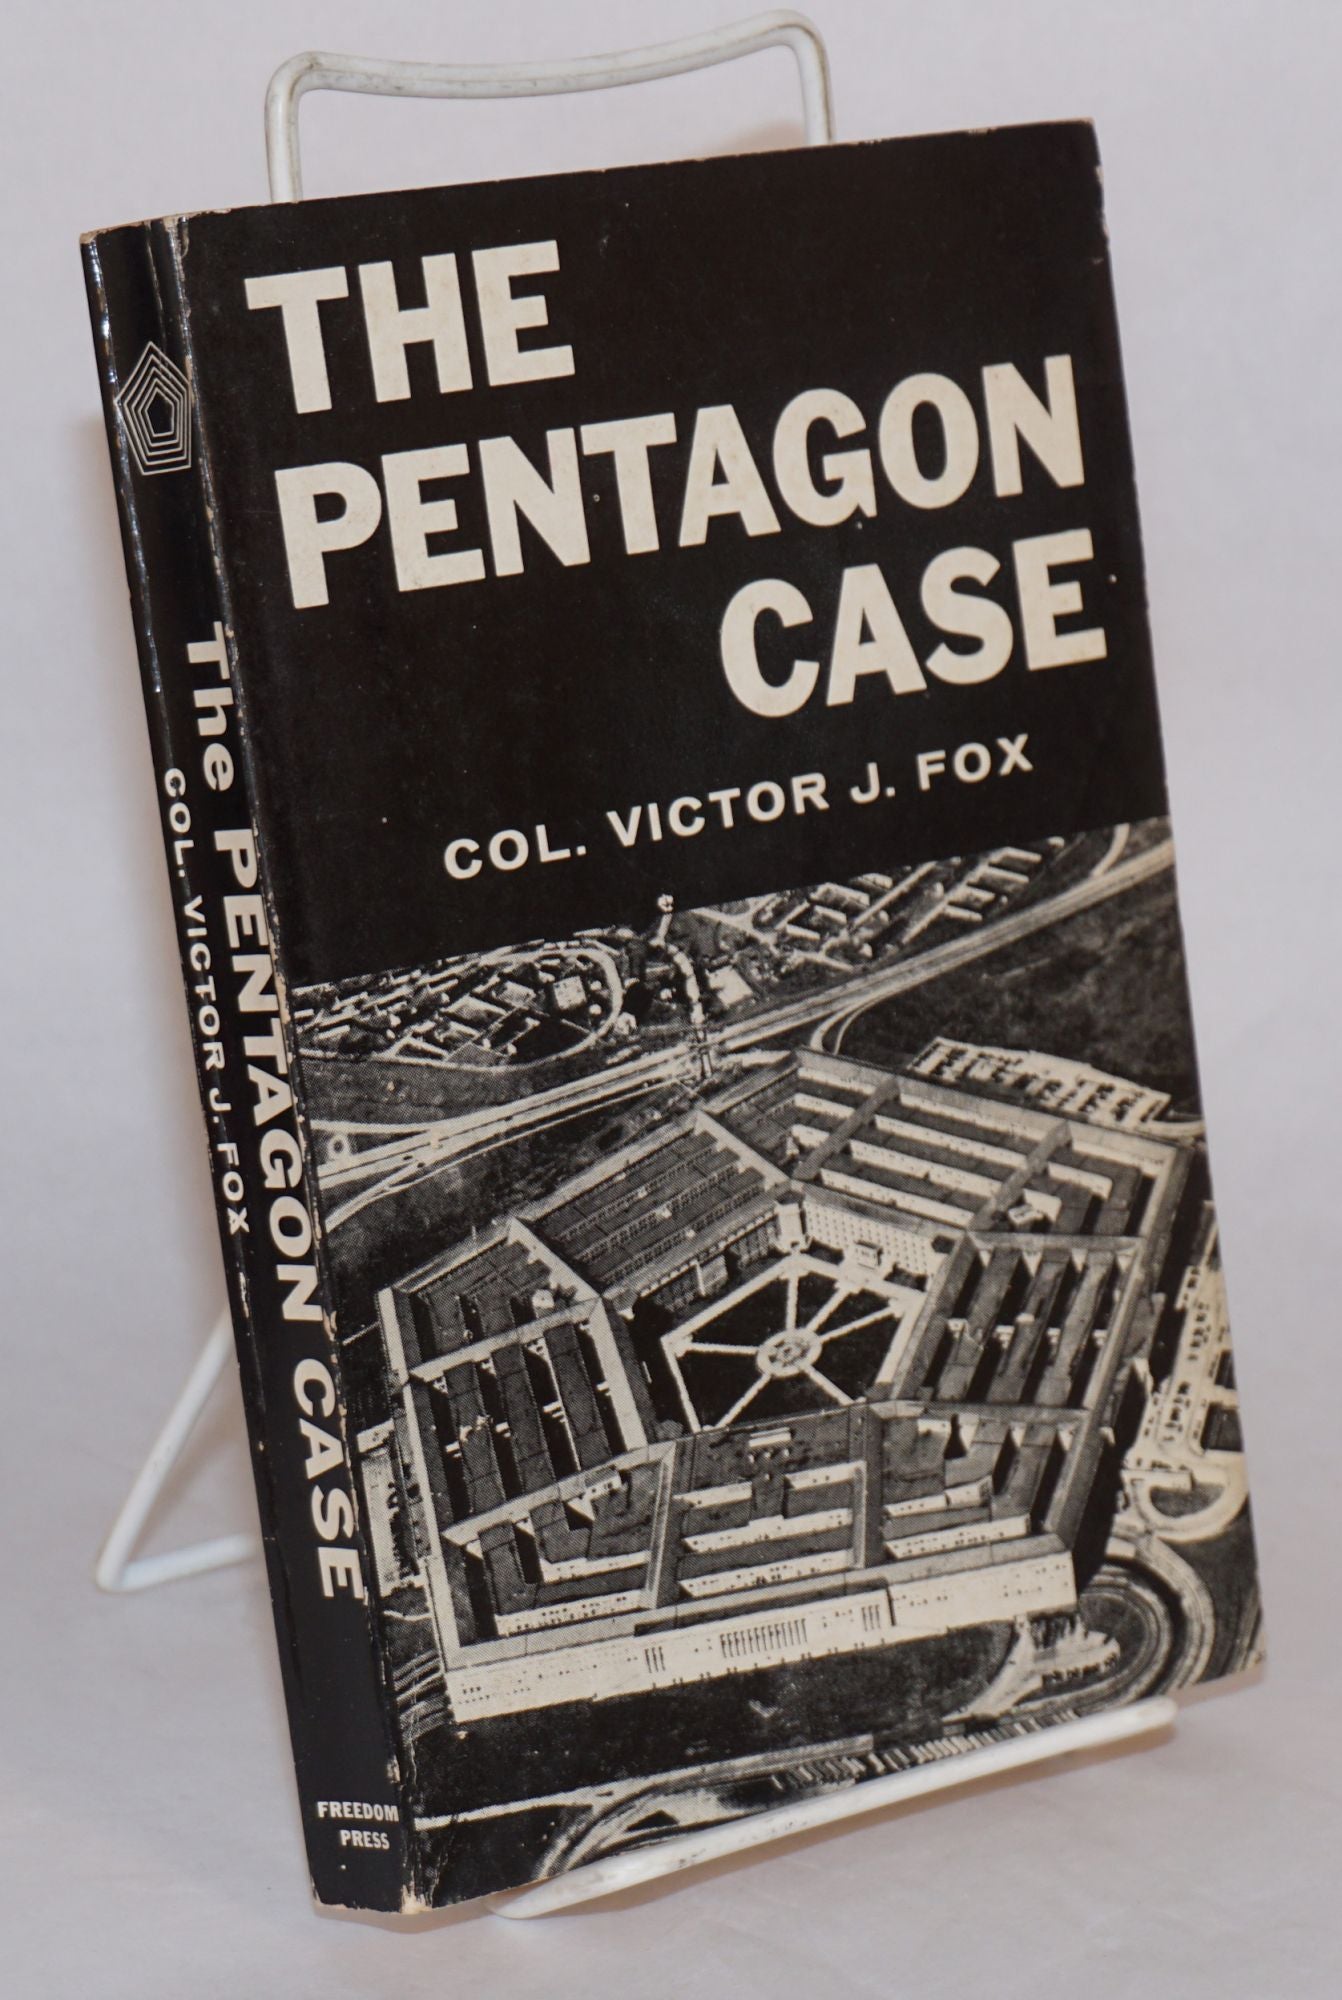 THE
PENTAGON
CASE
COL. VICTOR J. FOX
The PENTAGON CASE
COL. VICTOR J. FOX
FREEDOM
PRESS